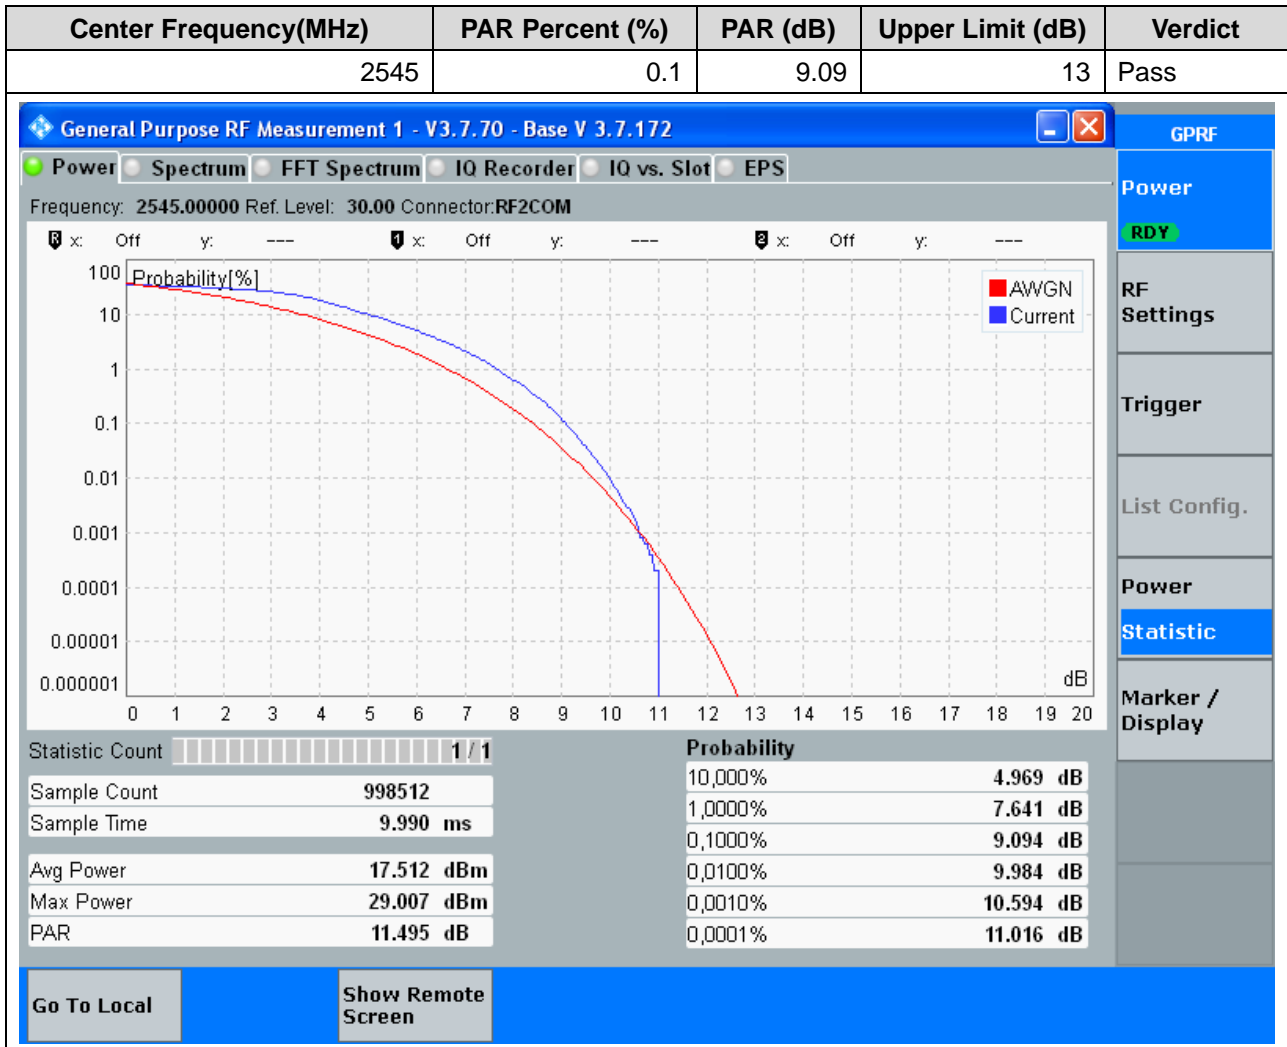 Center Frequency(MHz) PAR Percent (%) PAR (dB) Upper Limit (dB) Verdict
2545 0.1 9.09 13 Pass
General Purpose RF Measurement 1 - V3.7.70 - Base V 3.7.172
GPRF
Power Spectrum FFT Spectrum IQ Recorder IQ vs. Slot EPS
Power
RDY
Frequency: 2545.00000 Ref. Level: 30.00 Connector:RF2COM
R x: Off y: --- 1 x: Off y: --- 2 x: Off y: ---
Probability[%]
AWGN
Current
100
10
1
0.1
0.01
0.001
0.0001
0.00001
0.000001
dB
0 1 2 3 4 5 6 7 8 9 10 11 12 13 14 15 16 17 18 19 20
RF
Settings
Trigger
List Config.
Power
Statistic
Marker /
Display
Statistic Count 1 / 1
Sample Count 998512
Sample Time 9.990 ms
Avg Power 17.512 dBm
Max Power 29.007 dBm
PAR 11.495 dB
Probability
10,000% 4.969 dB
1,0000% 7.641 dB
0,1000% 9.094 dB
0,0100% 9.984 dB
0,0010% 10.594 dB
0,0001% 11.016 dB
Go To Local
Show Remote
Screen